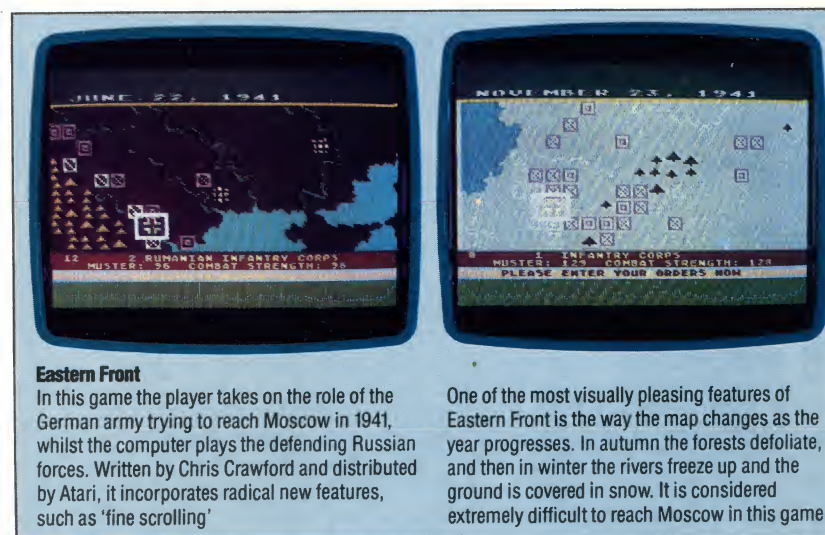 JUNE 22, 1941
12 2 RUMANIAN INFANTRY CORPS
MUSTER: 96 COMBAT STRENGTH: 96
NOVEMBER 23, 1941
0 1 INFANTRY CORPS
MUSTER: 129 COMBAT STRENGTH: 128
PLEASE ENTER YOUR ORDERS NOW
Eastern Front
In this game the player takes on the role of the
German army trying to reach Moscow in 1941,
whilst the computer plays the defending Russian
forces. Written by Chris Crawford and distributed
by Atari, it incorporates radical new features,
such as 'fine scrolling'
One of the most visually pleasing features of
Eastern Front is the way the map changes as the
year progresses. In autumn the forests defoliate,
and then in winter the rivers freeze up and the
ground is covered in snow. It is considered
extremely difficult to reach Moscow in this game